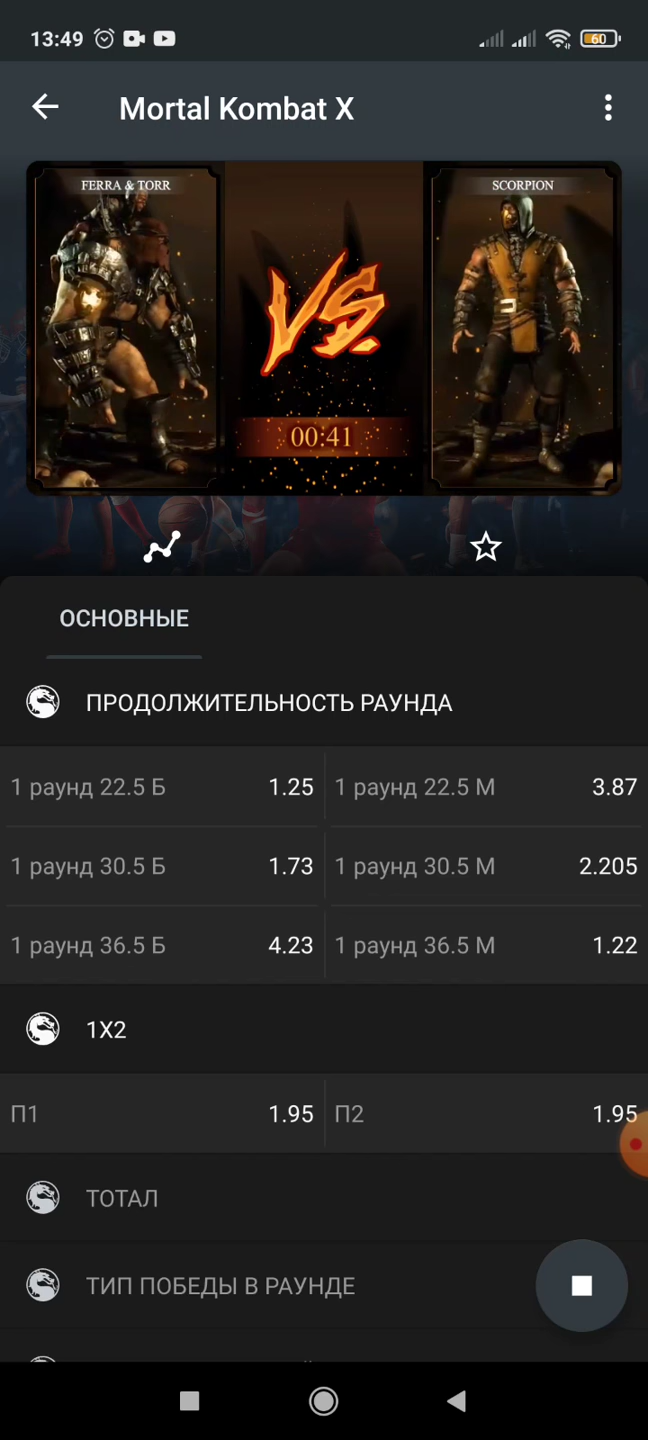 13:49
60
Mortal Kombat X
FERRA & TORR
SCORPION
VS
00:41
ОСНОВНЫЕ
ПРОДОЛЖИТЕЛЬНОСТЬ РАУНДА
1 раунд 22.5 Б 1.25 1 раунд 22.5 М 3.87
1 раунд 30.5 Б 1.73 1 раунд 30.5 М 2.205
1 раунд 36.5 Б 4.23 1 раунд 36.5 М 1.22
1X2
П1 1.95 П2 1.95
ТОТАЛ
ТИП ПОБЕДЫ В РАУНДЕ